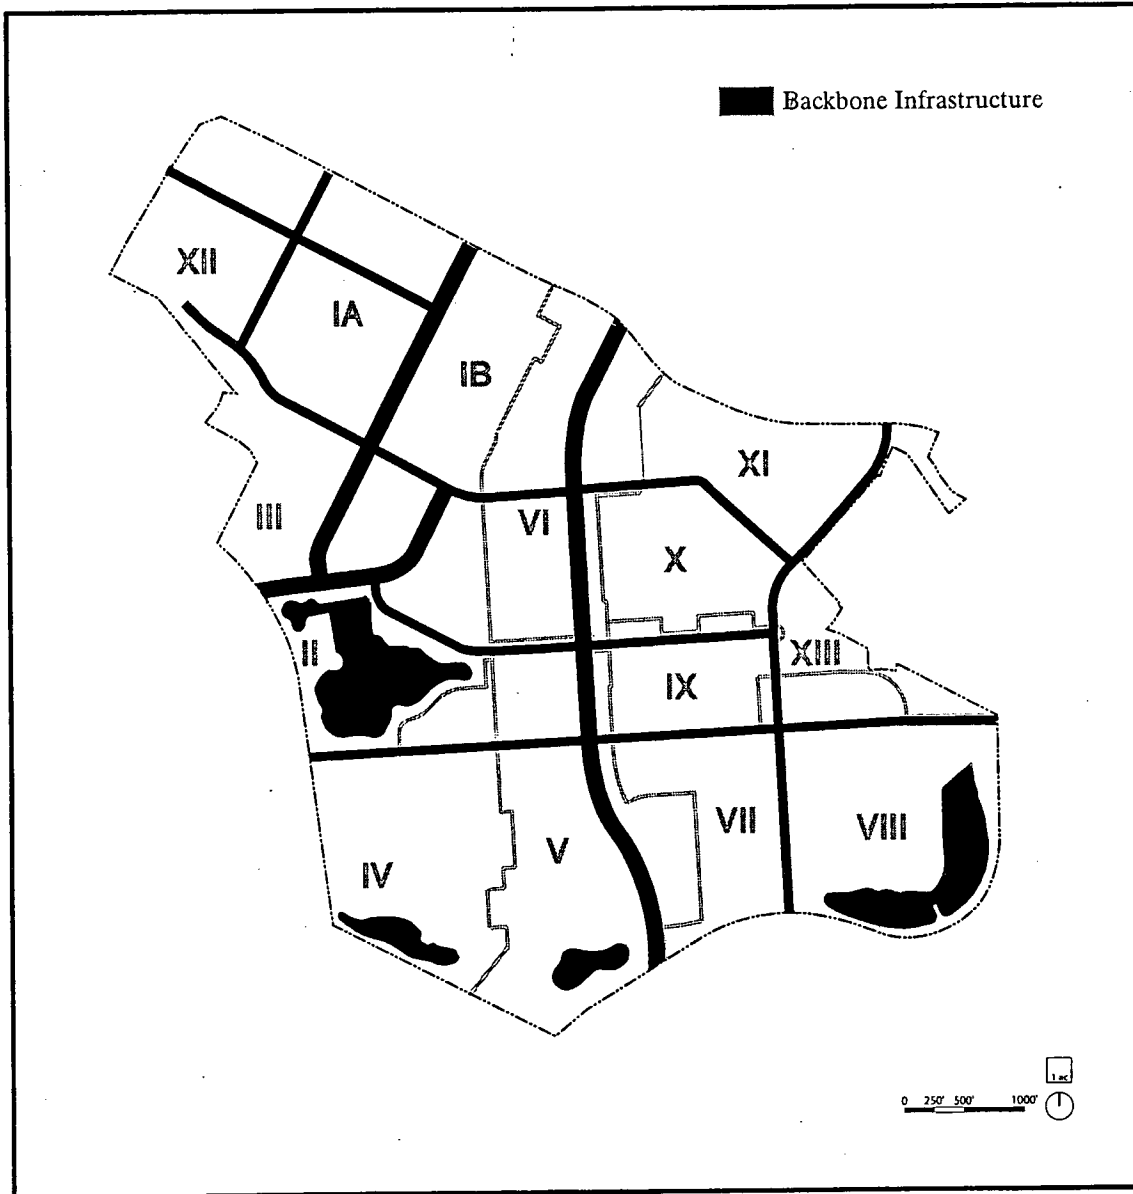 Backbone Infrastructure
XII
IA
IB
XI
III
VI
X
II
XIII
IX
VII
VIII
V
IV
1 ac
0 250' 500' 1000'